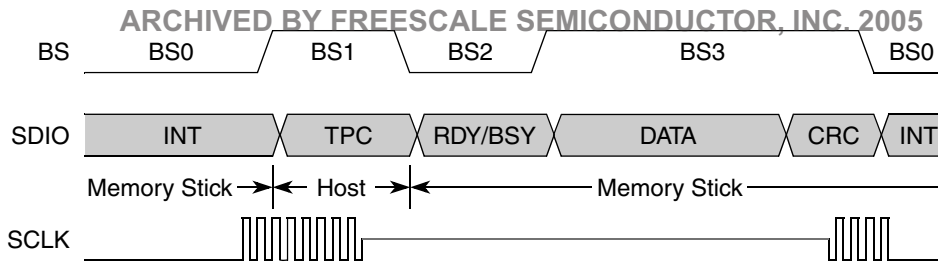 ARCHIVED BY FREESCALE SEMICONDUCTOR, INC. 2005
BS BS0 BS1 BS2 BS3 BS0
SDIO INT TPC RDY/BSY DATA CRC INT
Memory Stick Host Memory Stick
SCLK